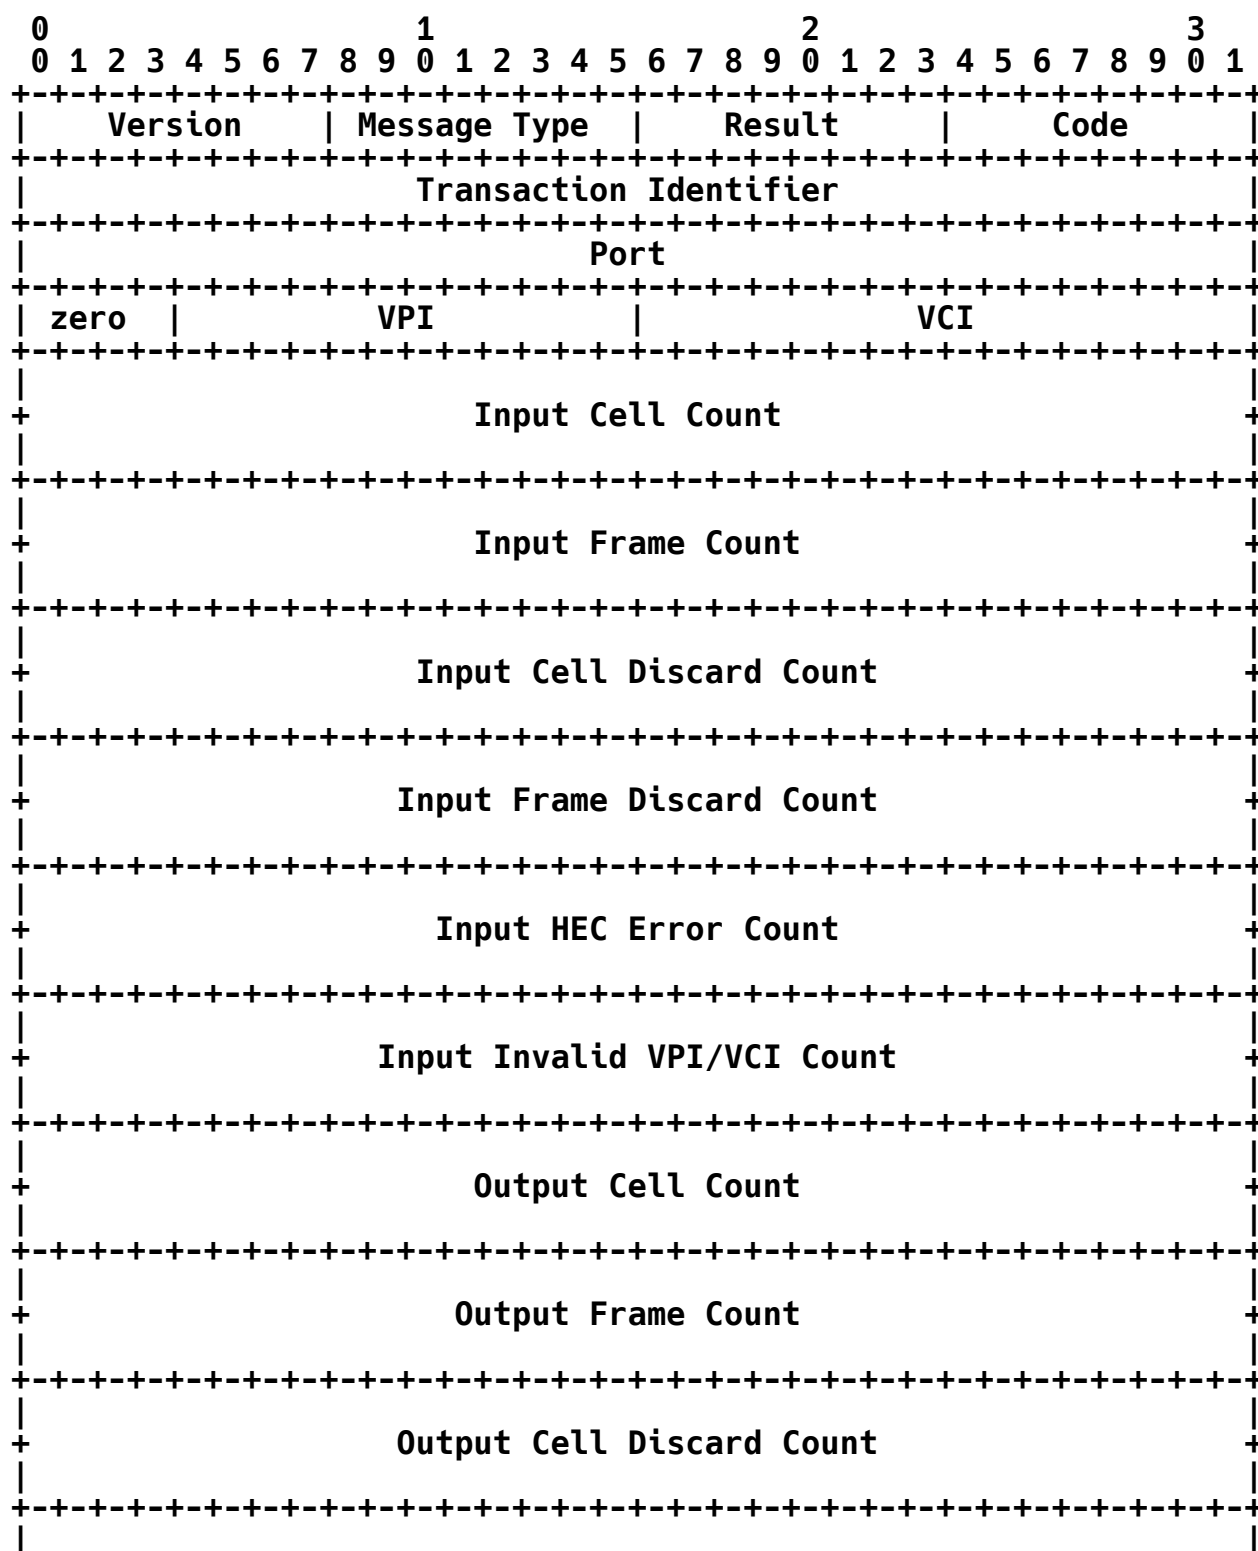 0                   1                   2                   3
 0 1 2 3 4 5 6 7 8 9 0 1 2 3 4 5 6 7 8 9 0 1 2 3 4 5 6 7 8 9 0 1
+-+-+-+-+-+-+-+-+-+-+-+-+-+-+-+-+-+-+-+-+-+-+-+-+-+-+-+-+-+-+-+-+
|    Version    | Message Type  |    Result     |     Code      |
+-+-+-+-+-+-+-+-+-+-+-+-+-+-+-+-+-+-+-+-+-+-+-+-+-+-+-+-+-+-+-+-+
|                    Transaction Identifier                     |
+-+-+-+-+-+-+-+-+-+-+-+-+-+-+-+-+-+-+-+-+-+-+-+-+-+-+-+-+-+-+-+-+
|                             Port                              |
+-+-+-+-+-+-+-+-+-+-+-+-+-+-+-+-+-+-+-+-+-+-+-+-+-+-+-+-+-+-+-+-+
| zero  |          VPI          |              VCI              |
+-+-+-+-+-+-+-+-+-+-+-+-+-+-+-+-+-+-+-+-+-+-+-+-+-+-+-+-+-+-+-+-+
|                                                               |
+                       Input Cell Count                        +
|                                                               |
+-+-+-+-+-+-+-+-+-+-+-+-+-+-+-+-+-+-+-+-+-+-+-+-+-+-+-+-+-+-+-+-+
|                                                               |
+                       Input Frame Count                       +
|                                                               |
+-+-+-+-+-+-+-+-+-+-+-+-+-+-+-+-+-+-+-+-+-+-+-+-+-+-+-+-+-+-+-+-+
|                                                               |
+                    Input Cell Discard Count                   +
|                                                               |
+-+-+-+-+-+-+-+-+-+-+-+-+-+-+-+-+-+-+-+-+-+-+-+-+-+-+-+-+-+-+-+-+
|                                                               |
+                   Input Frame Discard Count                   +
|                                                               |
+-+-+-+-+-+-+-+-+-+-+-+-+-+-+-+-+-+-+-+-+-+-+-+-+-+-+-+-+-+-+-+-+
|                                                               |
+                     Input HEC Error Count                     +
|                                                               |
+-+-+-+-+-+-+-+-+-+-+-+-+-+-+-+-+-+-+-+-+-+-+-+-+-+-+-+-+-+-+-+-+
|                                                               |
+                  Input Invalid VPI/VCI Count                  +
|                                                               |
+-+-+-+-+-+-+-+-+-+-+-+-+-+-+-+-+-+-+-+-+-+-+-+-+-+-+-+-+-+-+-+-+
|                                                               |
+                       Output Cell Count                       +
|                                                               |
+-+-+-+-+-+-+-+-+-+-+-+-+-+-+-+-+-+-+-+-+-+-+-+-+-+-+-+-+-+-+-+-+
|                                                               |
+                      Output Frame Count                       +
|                                                               |
+-+-+-+-+-+-+-+-+-+-+-+-+-+-+-+-+-+-+-+-+-+-+-+-+-+-+-+-+-+-+-+-+
|                                                               |
+                   Output Cell Discard Count                   +
|                                                               |
+-+-+-+-+-+-+-+-+-+-+-+-+-+-+-+-+-+-+-+-+-+-+-+-+-+-+-+-+-+-+-+-+
|                                                               |